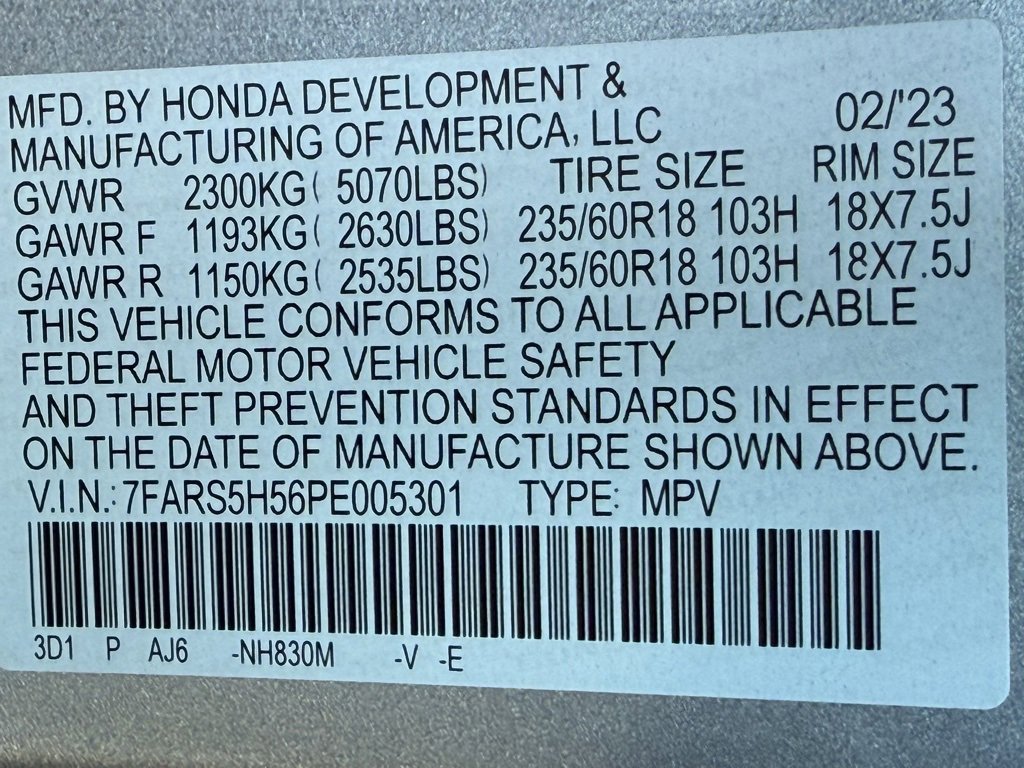 MFD. BY HONDA DEVELOPMENT &
MANUFACTURING OF AMERICA, LLC 02/'23
GVWR 2300KG( 5070LBS) TIRE SIZE RIM SIZE
GAWR F 1193KG( 2630LBS) 235/60R18 103H 18X7.5J
GAWR R 1150KG( 2535LBS) 235/60R18 103H 18X7.5J
THIS VEHICLE CONFORMS TO ALL APPLICABLE
FEDERAL MOTOR VEHICLE SAFETY
AND THEFT PREVENTION STANDARDS IN EFFECT
ON THE DATE OF MANUFACTURE SHOWN ABOVE.
V.I.N.: 7FARS5H56PE005301 TYPE: MPV
3D1 P AJ6 -NH830M -V -E